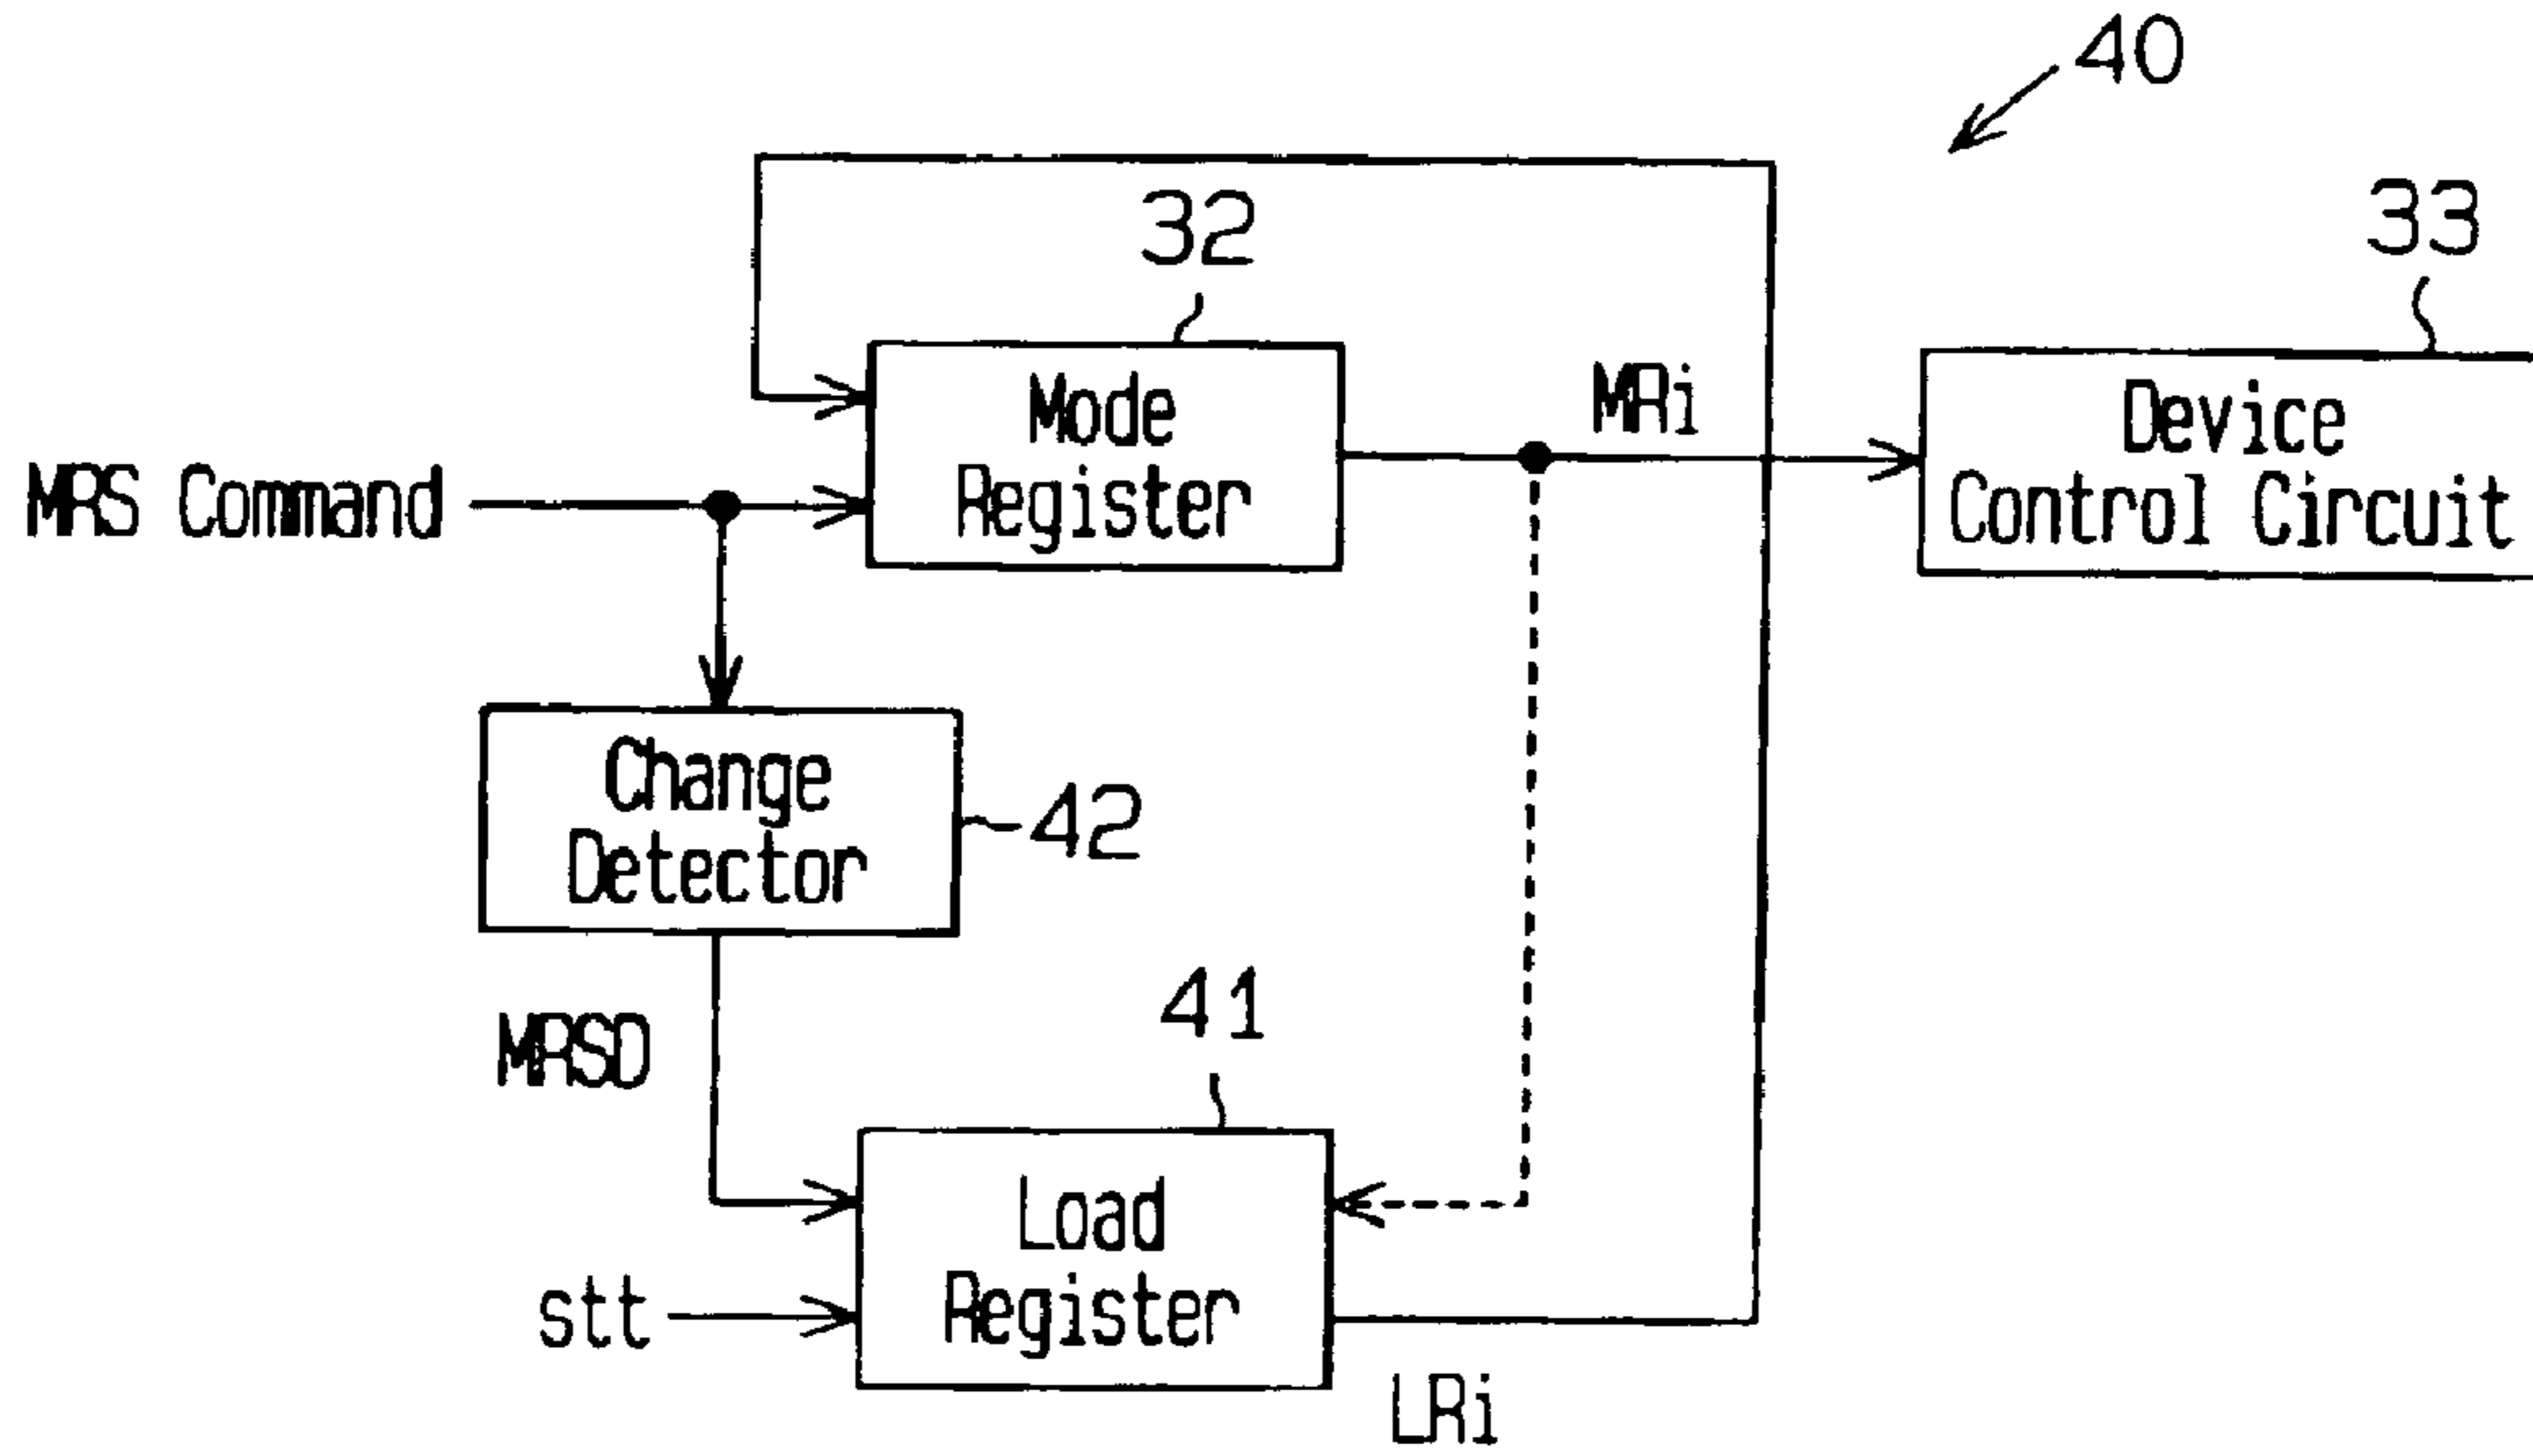 40
32
33
Mode
Register
MRi
Device
Control Circuit
MRS Command
Change
Detector
42
MRSD
41
Load
Register
stt
LRi